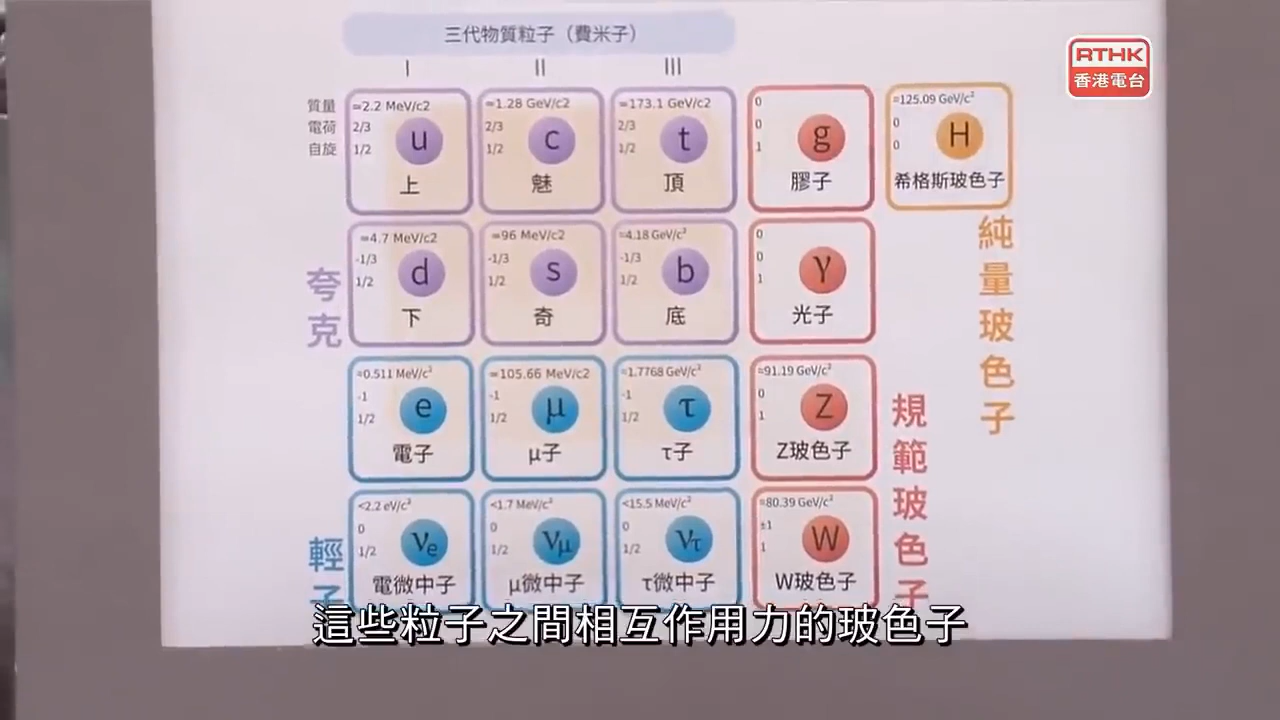 三代物質粒子（費米子）
RTHK
香港電台
I II III
質量
電荷
自旋
≃2.2 MeV/c2
2/3
1/2
u
上
≃1.28 GeV/c2
2/3
1/2
c
魅
≃173.1 GeV/c2
2/3
1/2
t
頂
0
0
1
g
膠子
≃125.09 GeV/c²
0
0
H
希格斯玻色子
≃4.7 MeV/c2
-1/3
1/2
d
下
≃96 MeV/c2
-1/3
1/2
s
奇
≃4.18 GeV/c²
-1/3
1/2
b
底
0
0
1
γ
光子
夸克
純量玻色子
≃0.511 MeV/c²
-1
1/2
e
電子
≃105.66 MeV/c2
-1
1/2
μ
μ子
≃1.7768 GeV/c²
-1
1/2
τ
τ子
≃91.19 GeV/c²
0
1
Z
Z玻色子
<2.2 eV/c²
0
1/2
νe
電微中子
<1.7 MeV/c²
0
1/2
νμ
μ微中子
<15.5 MeV/c²
0
1/2
ντ
τ微中子
≃80.39 GeV/c²
±1
1
W
W玻色子
輕子
規範玻色子
這些粒子之間相互作用力的玻色子